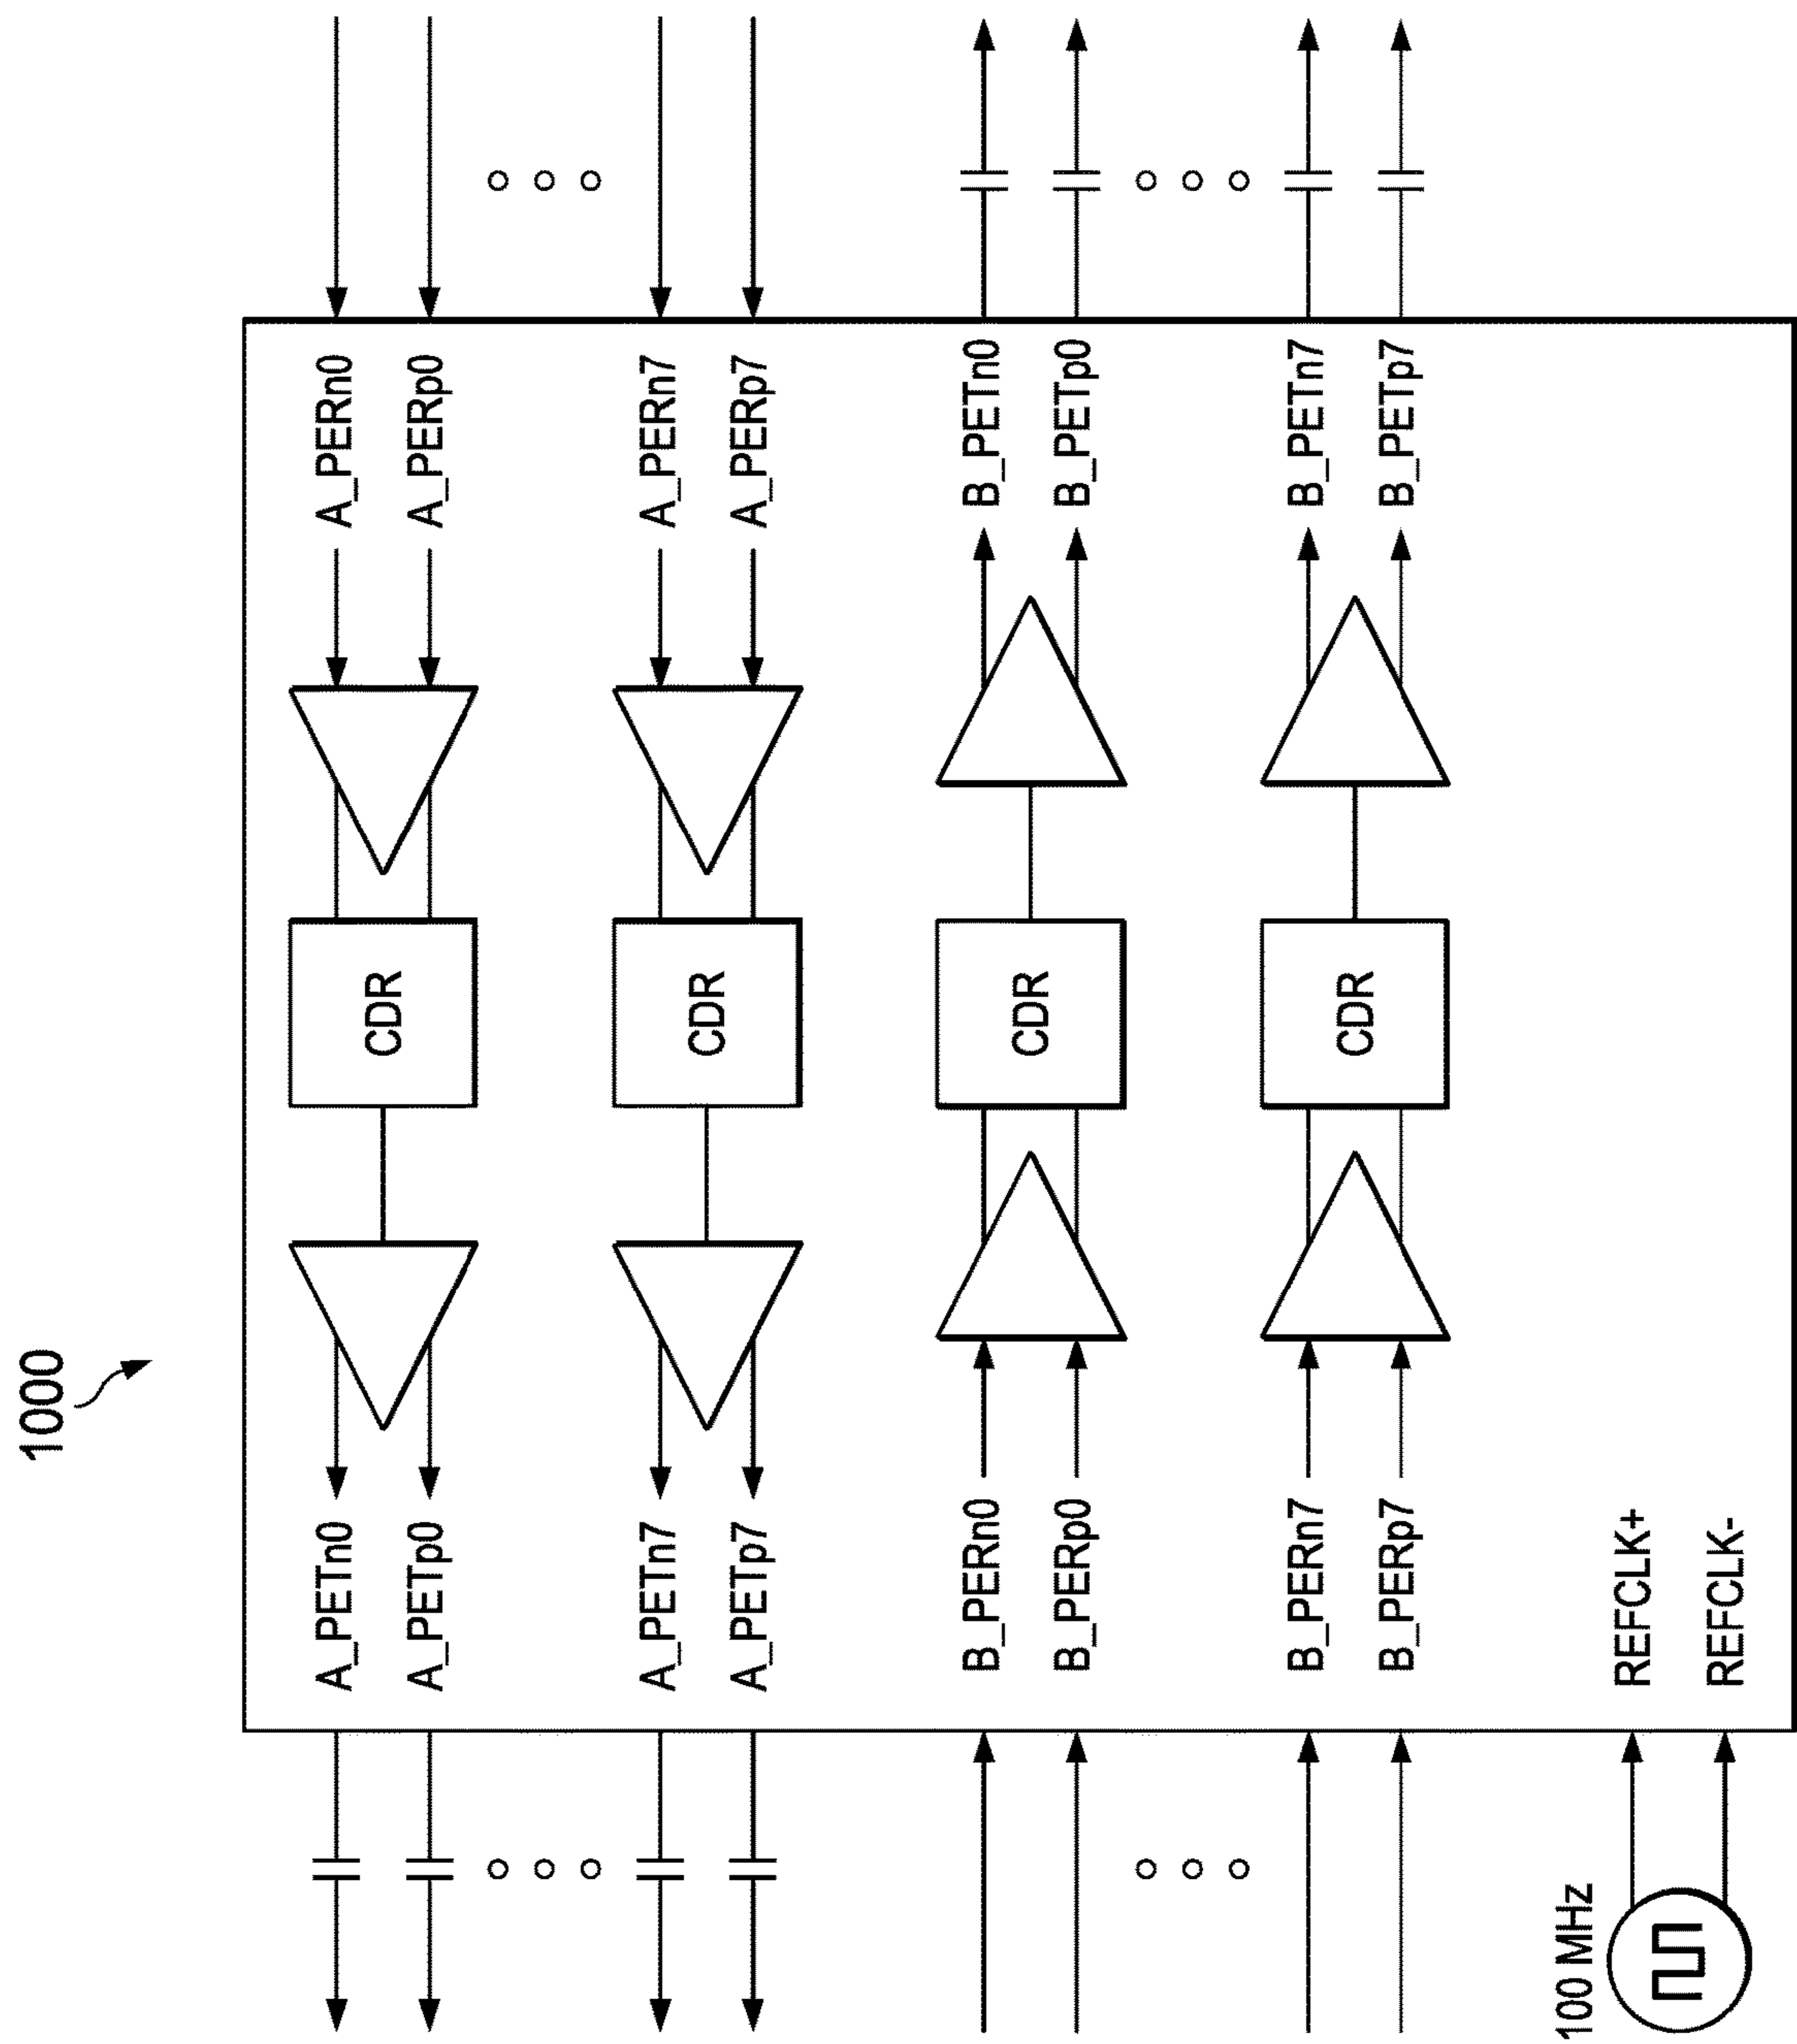 1000
A_PETn0
A_PETp0
A_PETn7
A_PETp7
B_PERn0
B_PERp0
B_PERn7
B_PERp7
REFCLK+
REFCLK-
100 MHz
CDR
CDR
CDR
CDR
A_PERn0
A_PERp0
A_PERn7
A_PERp7
B_PETn0
B_PETp0
B_PETn7
B_PETp7